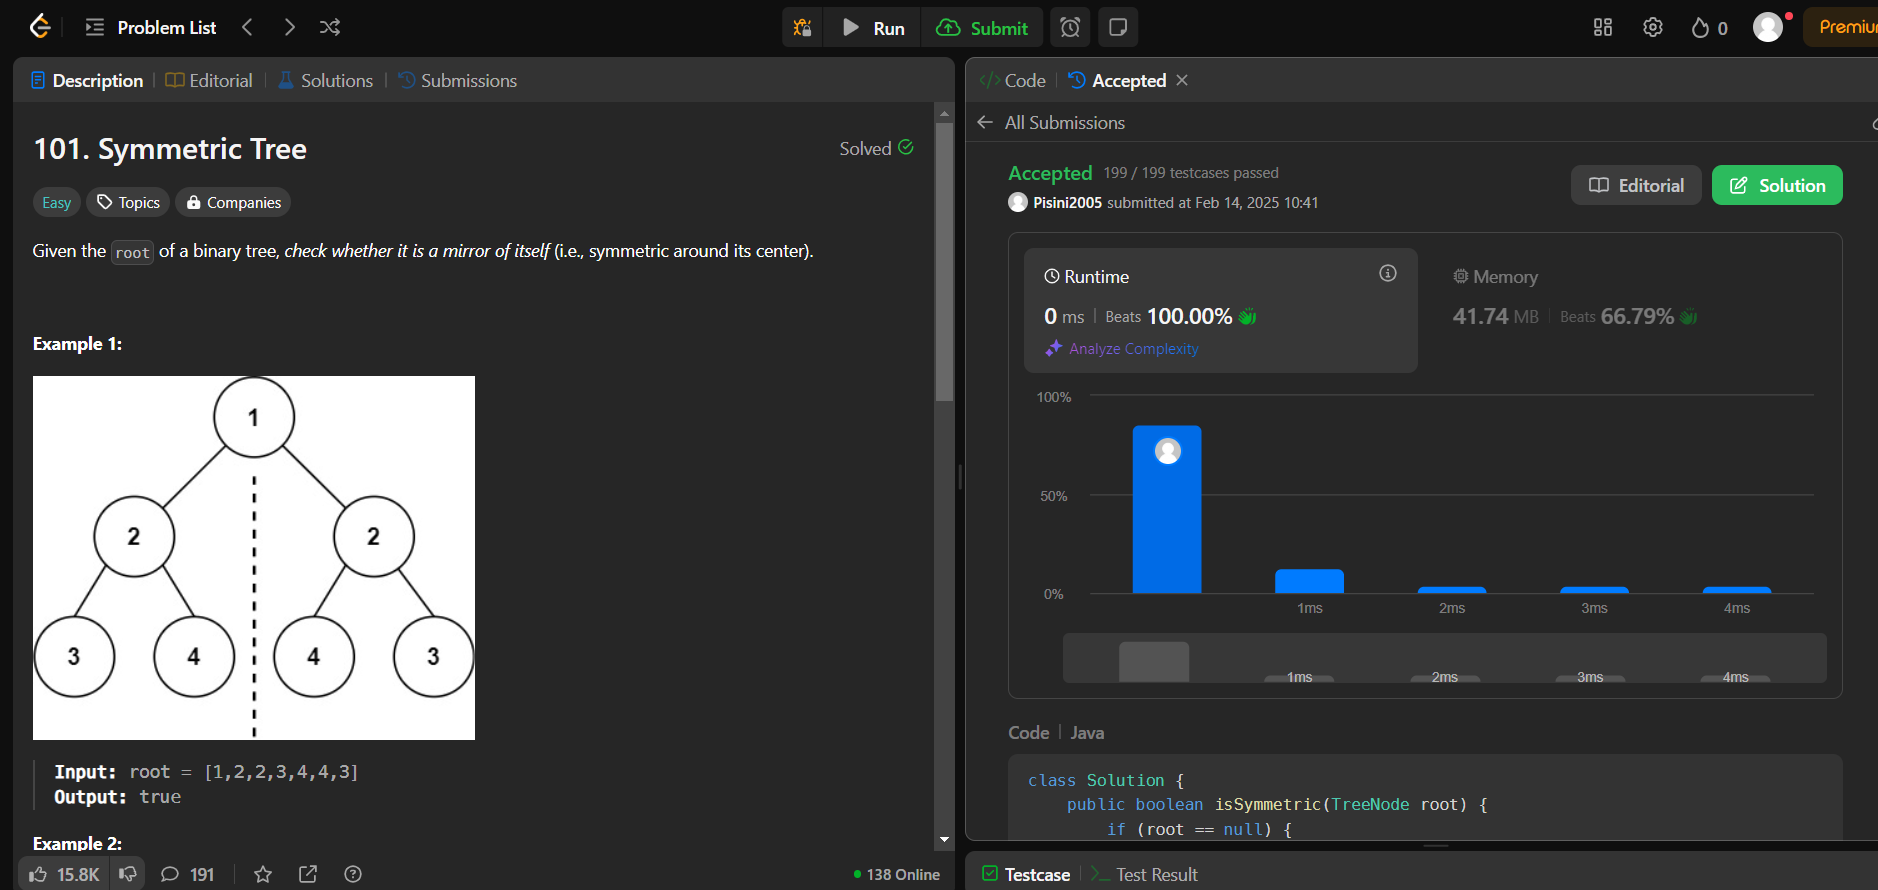 Problem List
Run
Submit
0
Premiu
Description
Editorial
Solutions
Submissions
101. Symmetric Tree
Solved
Easy
Topics
Companies
Given the root of a binary tree, check whether it is a mirror of itself (i.e., symmetric around its center).
Example 1:
1
2 2
3 4 4 3
Input: root = [1,2,2,3,4,4,3]
Output: true
Example 2:
15.8K
191
138 Online
</> Code
Accepted
All Submissions
Accepted 199 / 199 testcases passed
Pisini2005 submitted at Feb 14, 2025 10:41
Editorial
Solution
Runtime
0 ms | Beats 100.00%
Analyze Complexity
Memory
41.74 MB | Beats 66.79%
100%
50%
0%
1ms 2ms 3ms 4ms
1ms 2ms 3ms 4ms
Code | Java
class Solution {
public boolean isSymmetric(TreeNode root) {
if (root == null) {
Testcase
Test Result